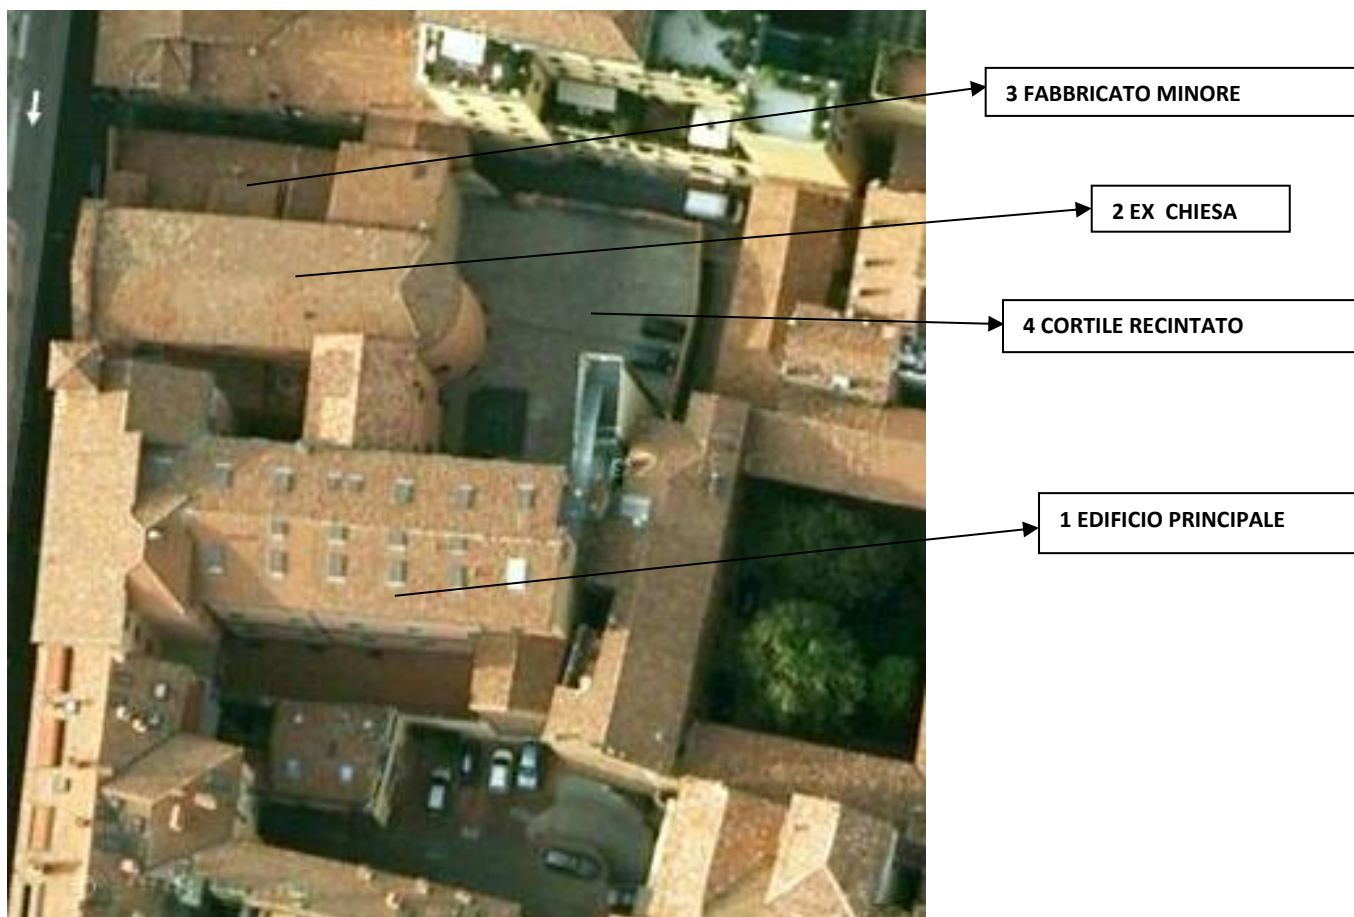 3 FABBRICATO MINORE
2 EX CHIESA
4 CORTILE RECINTATO
1 EDIFICIO PRINCIPALE